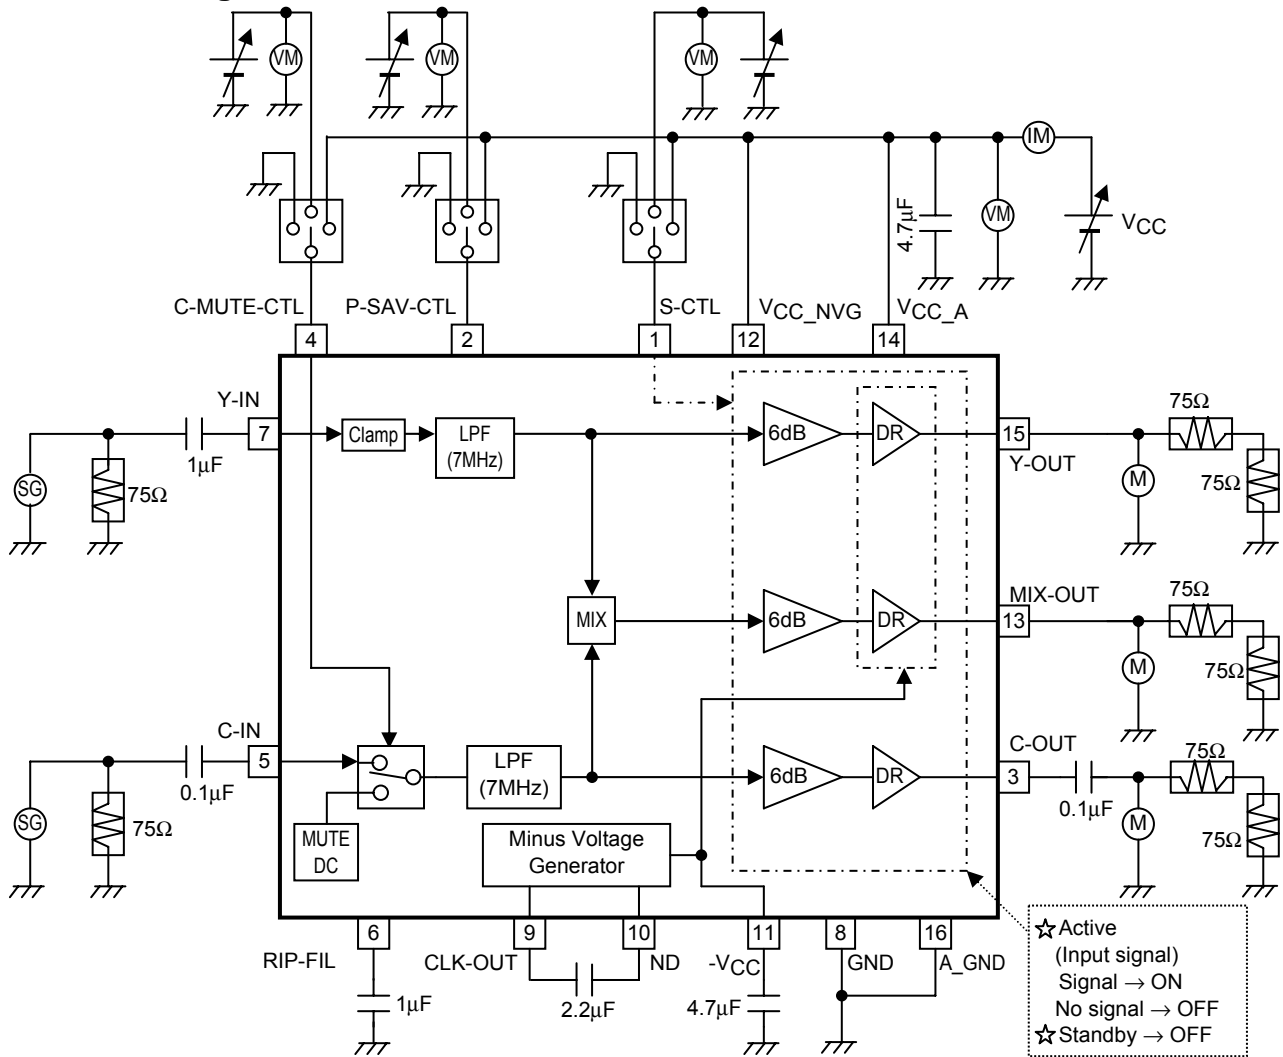 VM
VM
VM
IM
VM
4.7µF
VCC
C-MUTE-CTL
P-SAV-CTL
S-CTL
VCC_NVG
VCC_A
4
2
1
12
14
Y-IN
7
1µF
SG
75Ω
Clamp
LPF
(7MHz)
6dB
DR
15
Y-OUT
M
75Ω
75Ω
MIX
6dB
DR
MIX-OUT
13
M
75Ω
75Ω
C-IN
5
0.1µF
SG
75Ω
MUTE
DC
LPF
(7MHz)
6dB
DR
C-OUT
3
0.1µF
M
75Ω
75Ω
Minus Voltage
Generator
6
9
10
11
8
16
RIP-FIL
CLK-OUT
ND
-VCC
GND
A_GND
1µF
2.2µF
4.7µF
☆Active
(Input signal)
Signal → ON
No signal → OFF
☆Standby → OFF